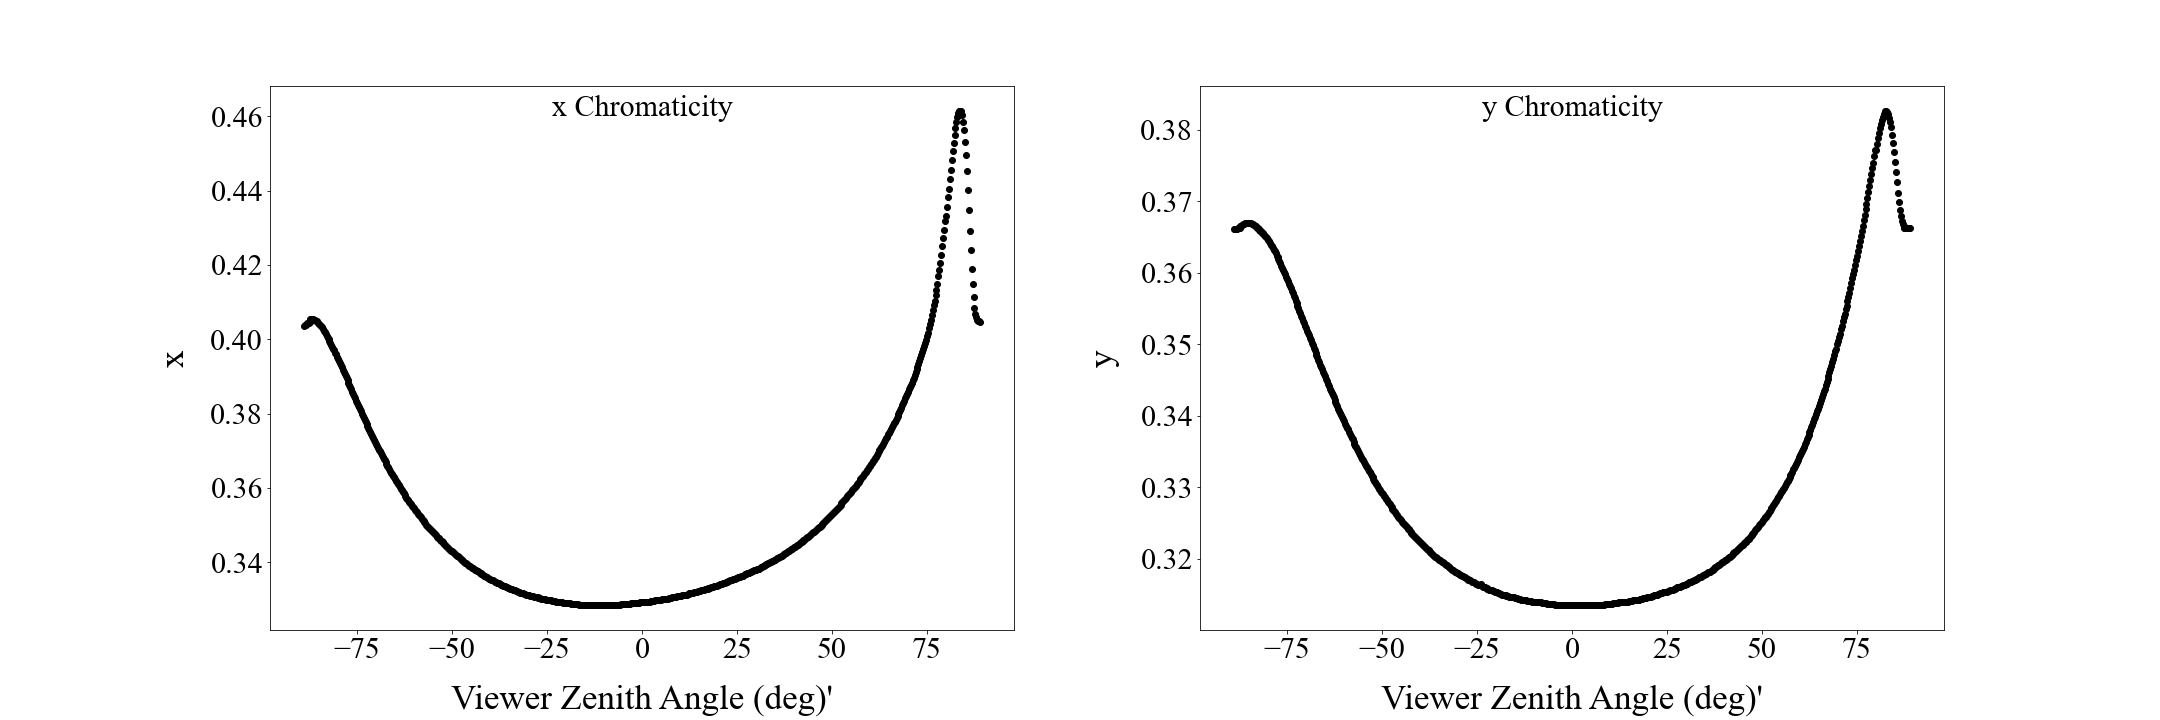 x Chromaticity
0.46
0.44
0.42
0.40
0.38
0.36
0.34
x
−75 −50 −25 0 25 50 75
Viewer Zenith Angle (deg)'
y Chromaticity
0.38
0.37
0.36
0.35
0.34
0.33
0.32
y
−75 −50 −25 0 25 50 75
Viewer Zenith Angle (deg)'